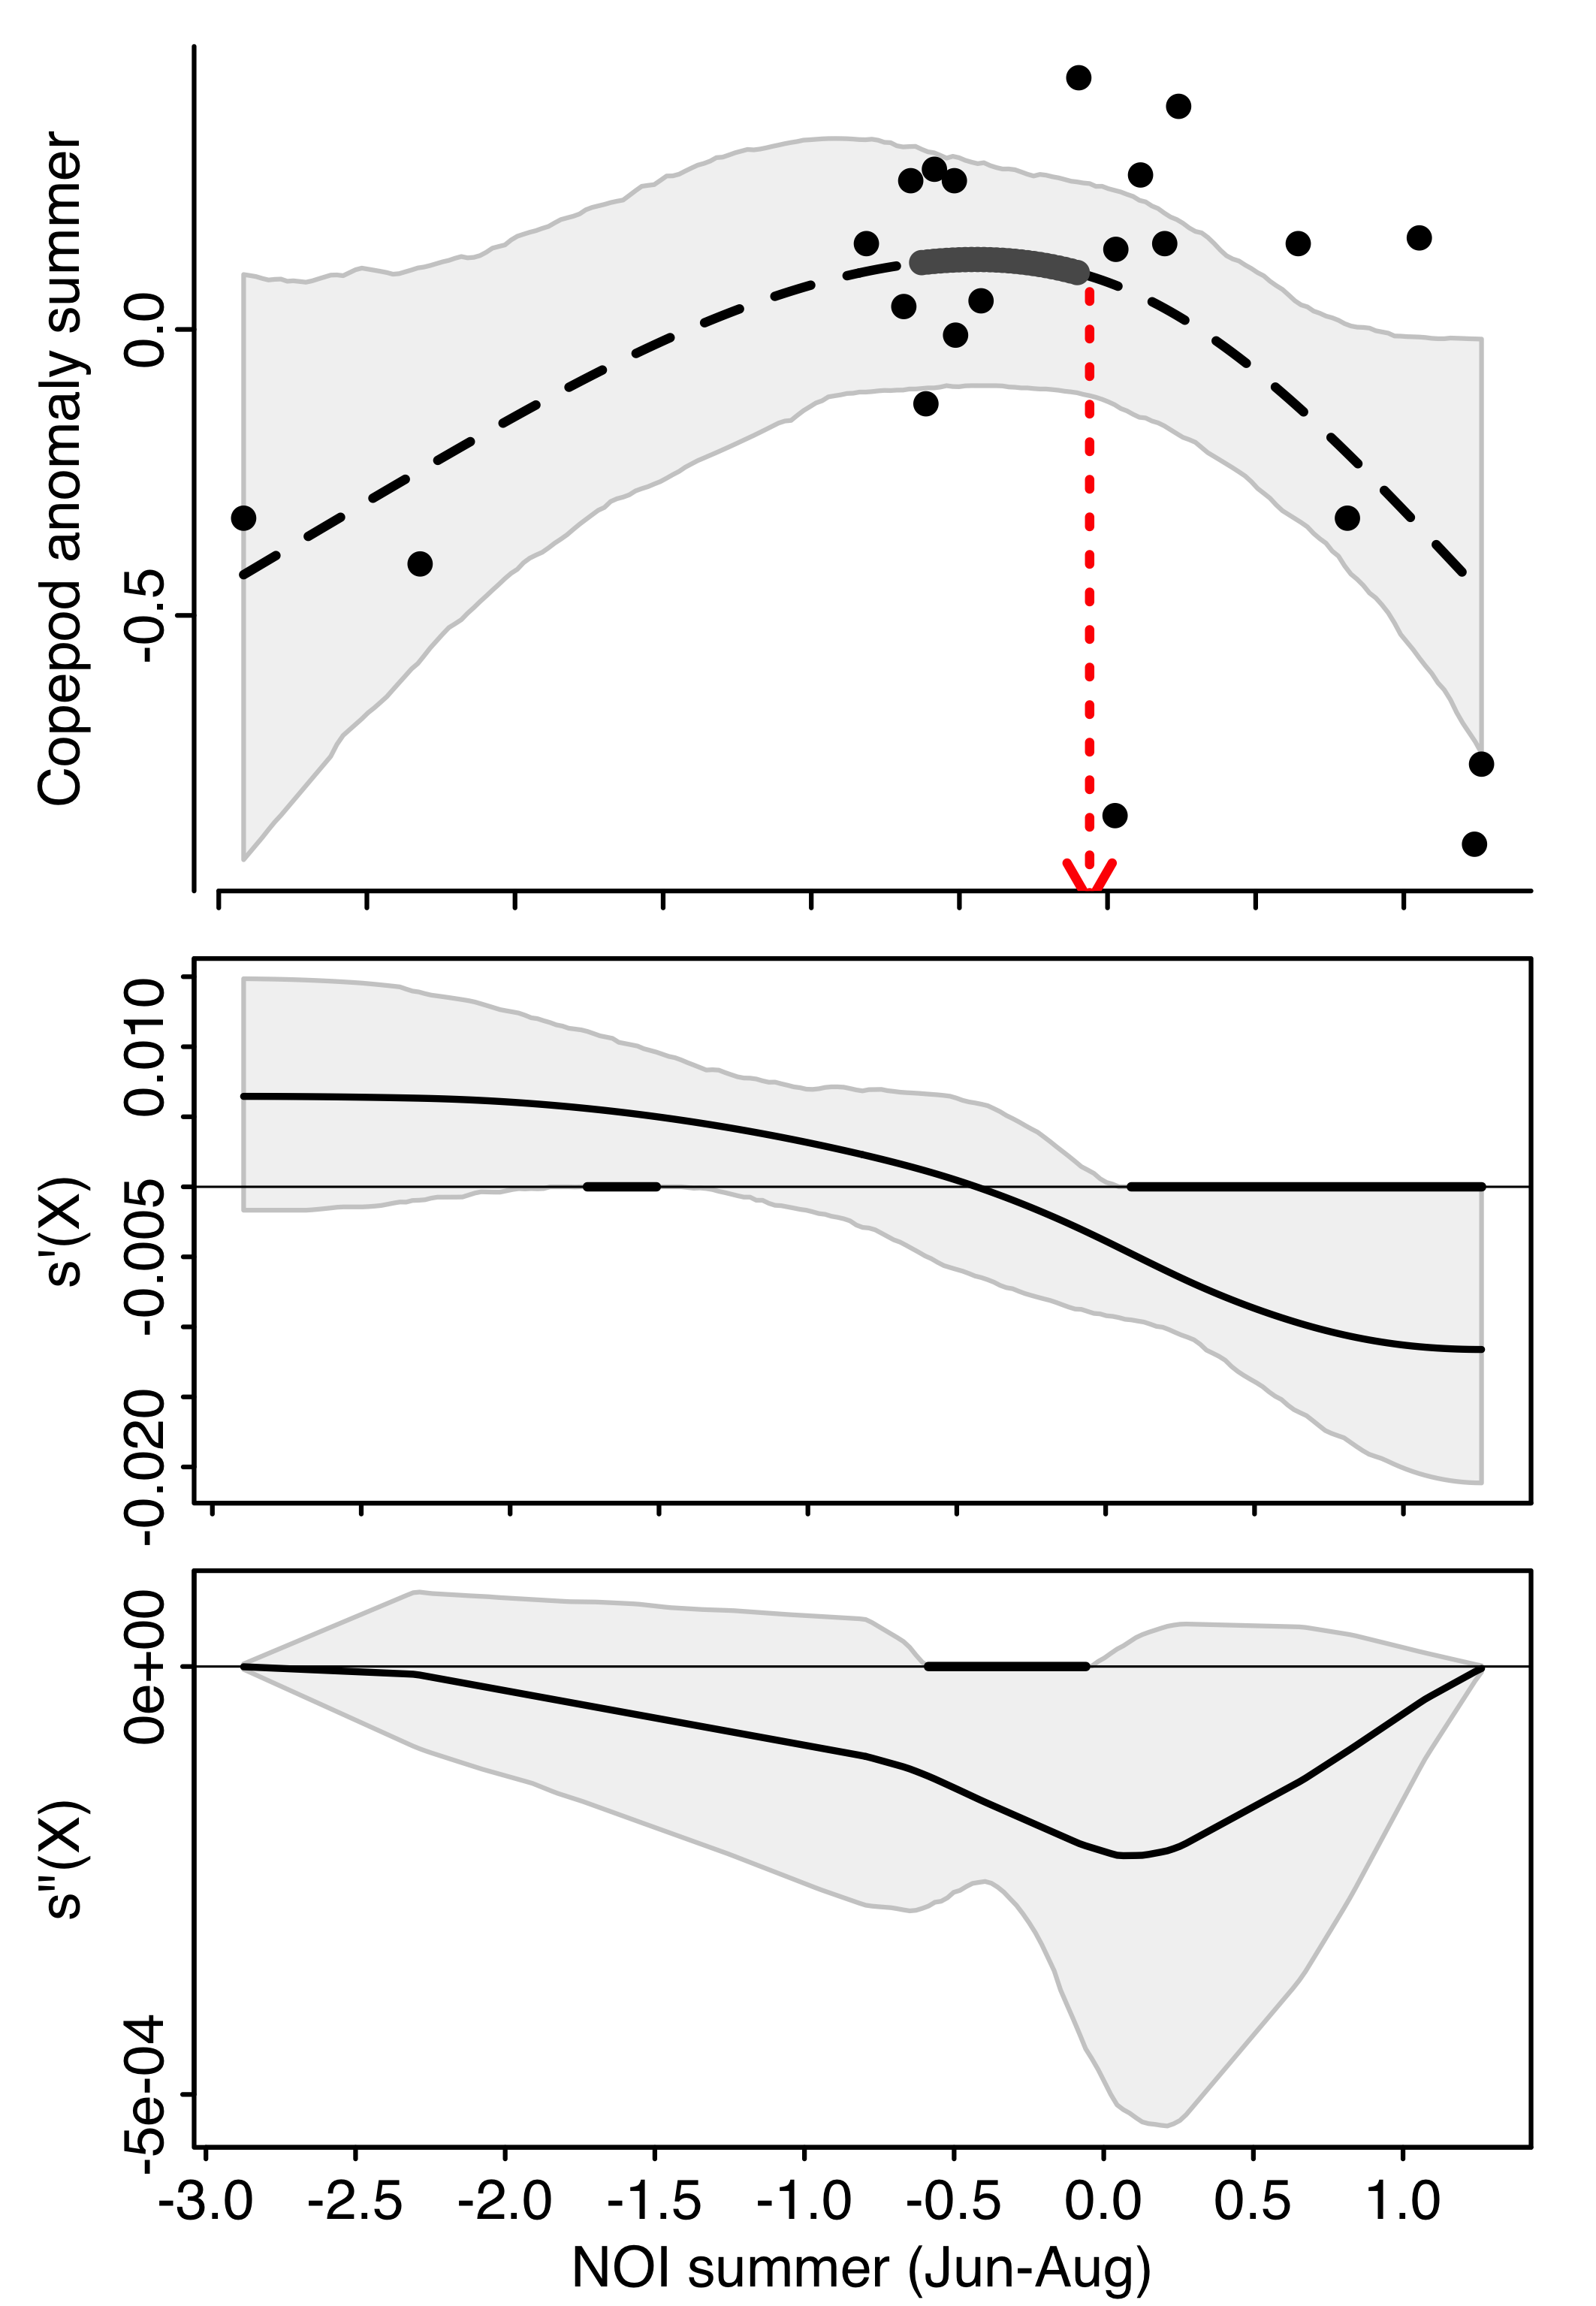 Copepod anomaly summer
0.0
-0.5
s'(X)
0.010
-0.005
-0.020
s''(X)
0e+00
-5e-04
-3.0 -2.5 -2.0 -1.5 -1.0 -0.5 0.0 0.5 1.0
NOI summer (Jun-Aug)